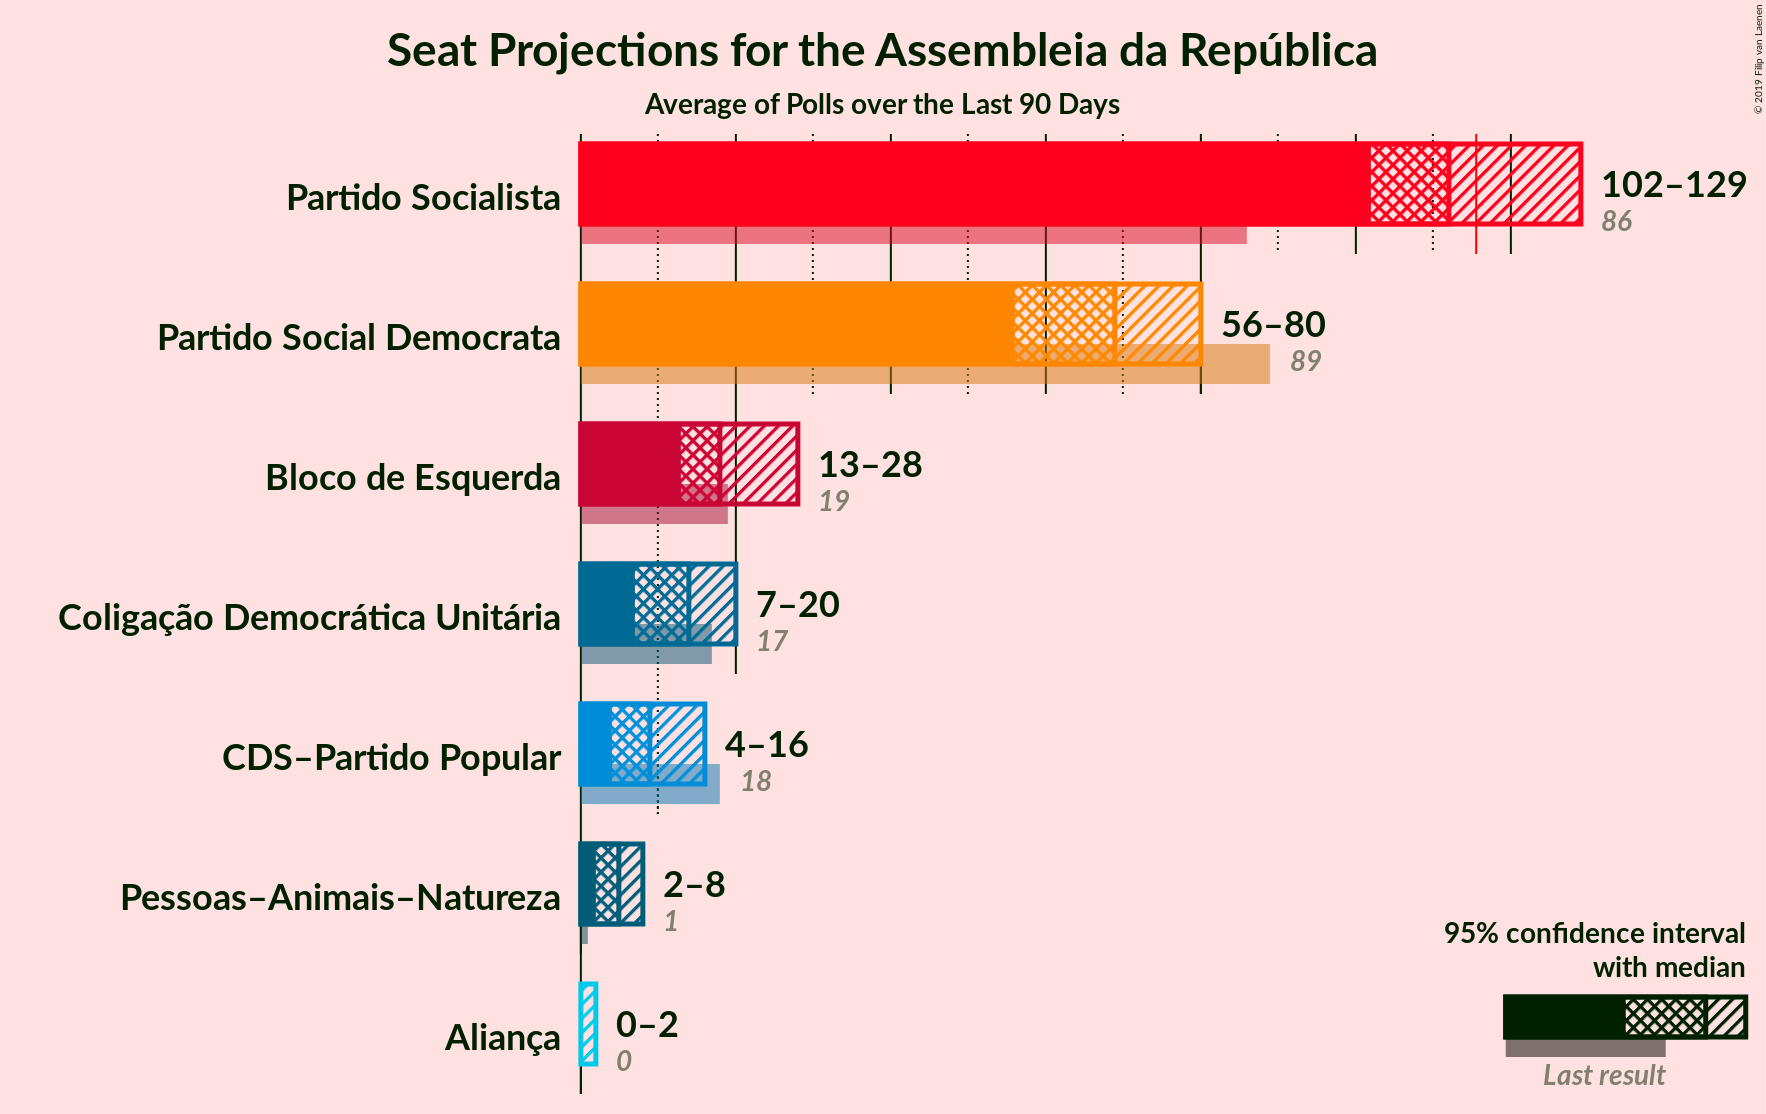 © 2019 Filip van Laenen
Seat Projections for the Assembleia da República
Average of Polls over the Last 90 Days
Partido Socialista
102–129
86
Partido Social Democrata
56–80
89
Bloco de Esquerda
13–28
19
Coligação Democrática Unitária
7–20
17
CDS–Partido Popular
4–16
18
Pessoas–Animais–Natureza
2–8
1
Aliança
0–2
0
95% confidence interval
with median
Last result